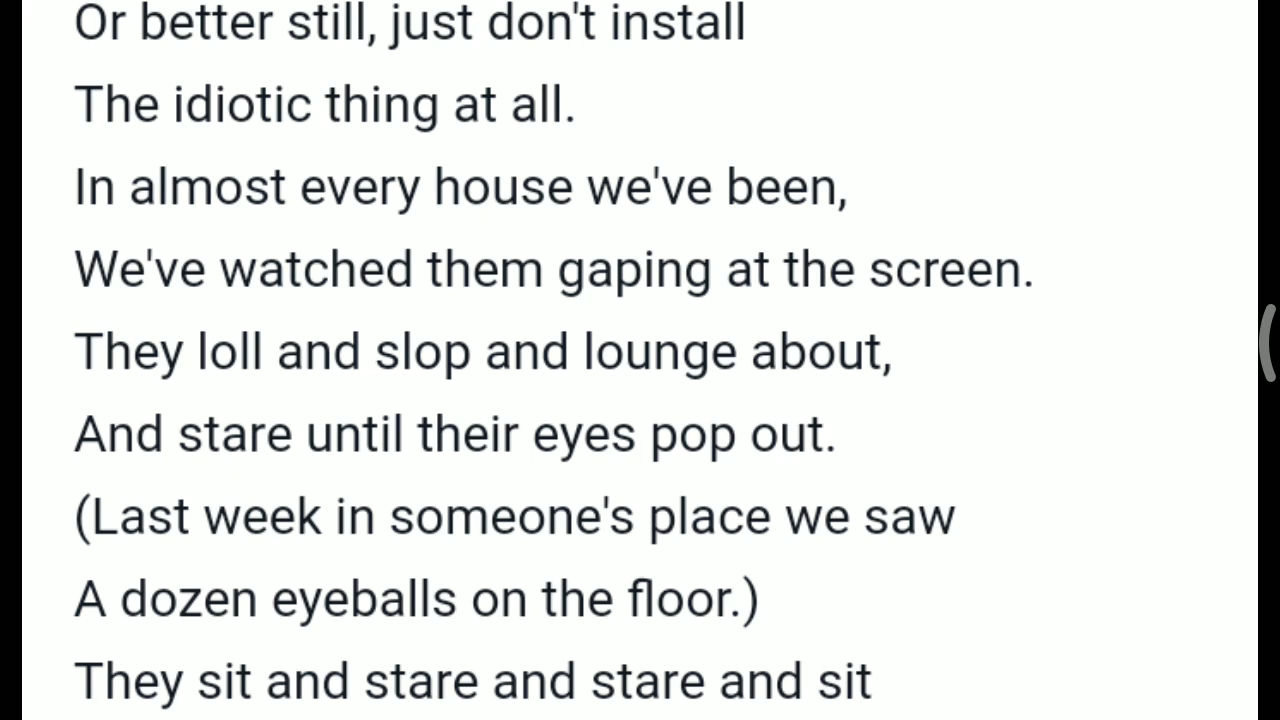 Or better still, just don't install
The idiotic thing at all.
In almost every house we've been,
We've watched them gaping at the screen.
They loll and slop and lounge about,
And stare until their eyes pop out.
(Last week in someone's place we saw
A dozen eyeballs on the floor.)
They sit and stare and stare and sit